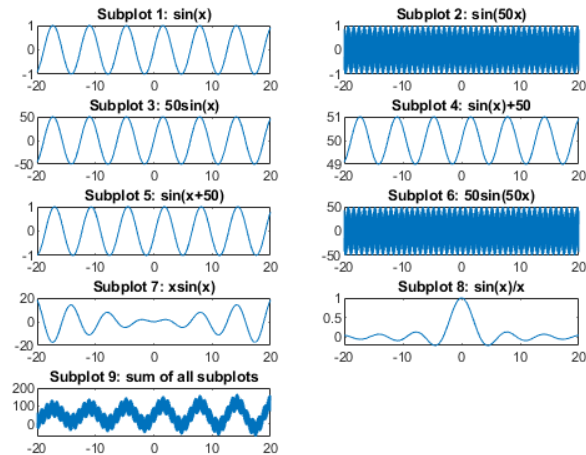 Subplot 1: sin(x)
1
0
-1
-20 -10 0 10 20
Subplot 2: sin(50x)
1
0
-1
-20 -10 0 10 20
Subplot 3: 50sin(x)
50
0
-50
-20 -10 0 10 20
Subplot 4: sin(x)+50
51
50
49
-20 -10 0 10 20
Subplot 5: sin(x+50)
1
0
-1
-20 -10 0 10 20
Subplot 6: 50sin(50x)
50
0
-50
-20 -10 0 10 20
Subplot 7: xsin(x)
20
0
-20
-20 -10 0 10 20
Subplot 8: sin(x)/x
1
0.5
0
-20 -10 0 10 20
Subplot 9: sum of all subplots
200
100
0
-20 -10 0 10 20